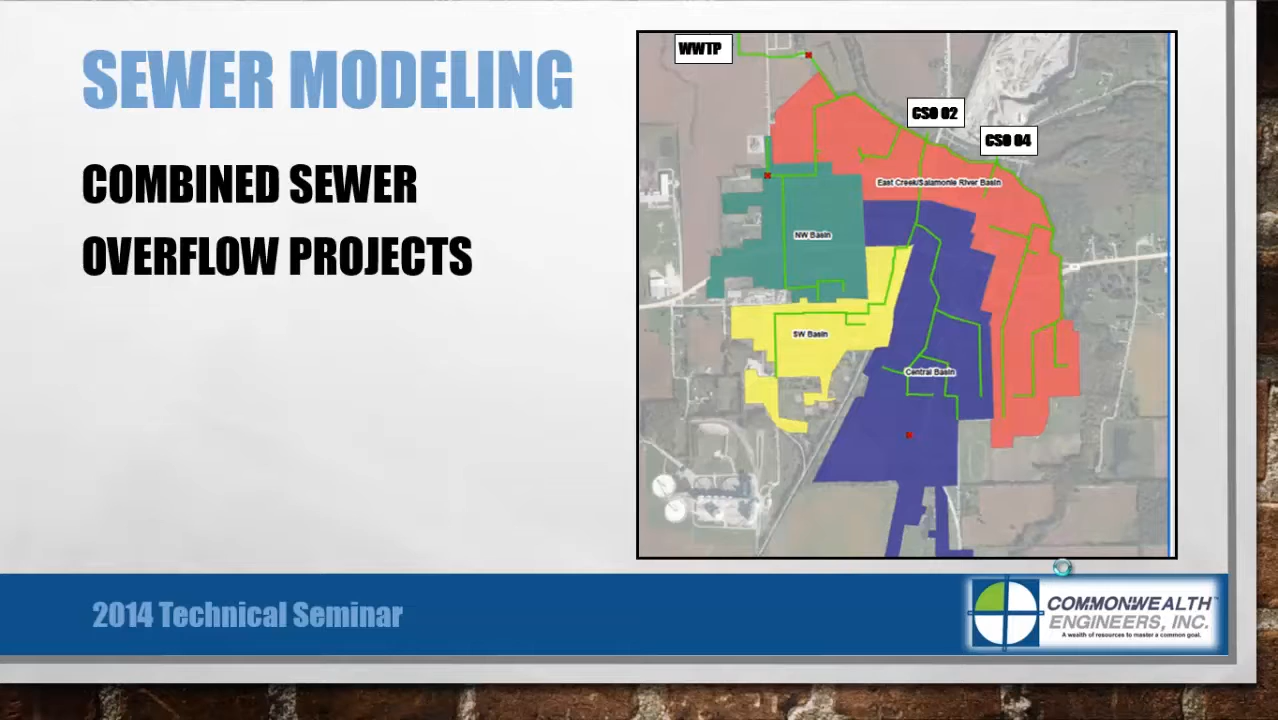 SEWER MODELING
COMBINED SEWER
OVERFLOW PROJECTS
WWTP
CSO 02
CSO 04
East Creek/Salamonie River Basin
NW Basin
SW Basin
Central Basin
2014 Technical Seminar
COMMONWEALTH™
ENGINEERS, INC.
A wealth of resources to master a common goal.